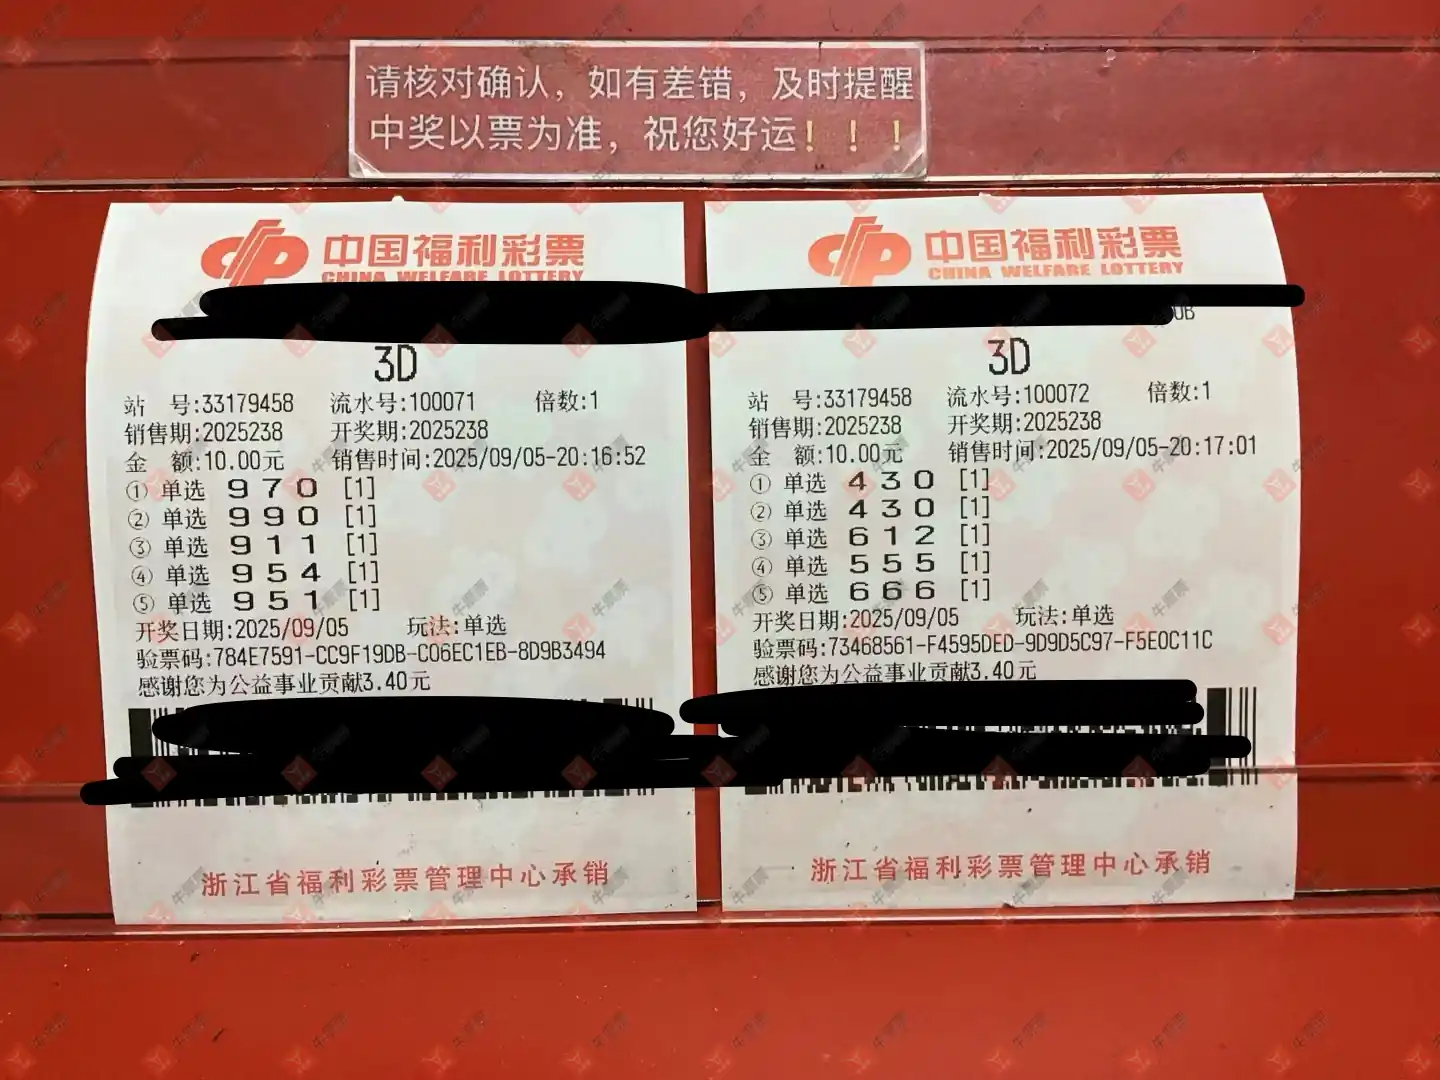 请核对确认，如有差错，及时提醒
中奖以票为准，祝您好运！！！
中国福利彩票
CHINA WELFARE LOTTERY
3D
站 号:33179458 流水号:100071 倍数:1
销售期:2025238 开奖期:2025238
金 额:10.00元 销售时间:2025/09/05-20:16:52
① 单选 9 7 0 [1]
② 单选 9 9 0 [1]
③ 单选 9 1 1 [1]
④ 单选 9 5 4 [1]
⑤ 单选 9 5 1 [1]
开奖日期:2025/09/05 玩法:单选
验票码:784E7591-CC9F19DB-C06EC1EB-8D9B3494
感谢您为公益事业贡献3.40元
浙江省福利彩票管理中心承销
中国福利彩票
CHINA WELFARE LOTTERY
3D
站 号:33179458 流水号:100072 倍数:1
销售期:2025238 开奖期:2025238
金 额:10.00元 销售时间:2025/09/05-20:17:01
① 单选 4 3 0 [1]
② 单选 4 3 0 [1]
③ 单选 6 1 2 [1]
④ 单选 5 5 5 [1]
⑤ 单选 6 6 6 [1]
开奖日期:2025/09/05 玩法:单选
验票码:73468561-F4595DED-9D9D5C97-F5E0C11C
感谢您为公益事业贡献3.40元
浙江省福利彩票管理中心承销